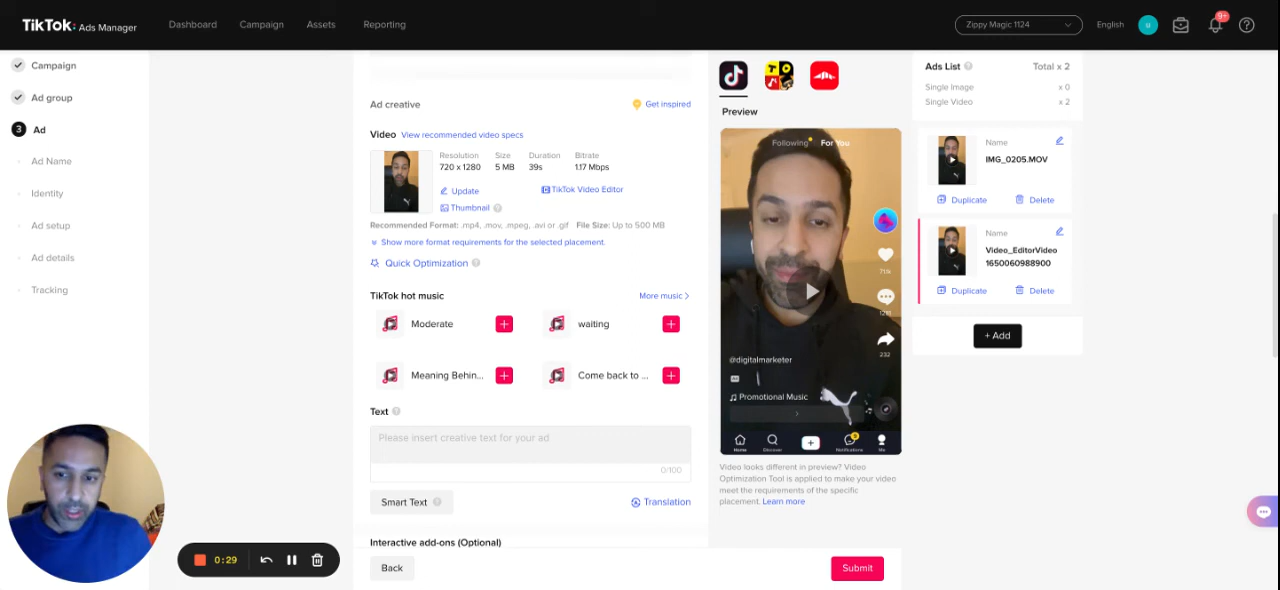 TikTok: Ads Manager
Dashboard
Campaign
Assets
Reporting
Zippy Magic 1124
English
u
9+
Campaign
Ad group
3 Ad
Ad Name
Identity
Ad setup
Ad details
Tracking
Ad creative
Get inspired
Video View recommended video specs
Resolution Size Duration Bitrate
720 x 1280 5 MB 39s 1.17 Mbps
Update
TikTok Video Editor
Thumbnail
Recommended Format: .mp4, .mov, .mpeg, .avi or .gif File Size: Up to 500 MB
Show more format requirements for the selected placement.
Quick Optimization
TikTok hot music
More music
Moderate
waiting
Meaning Behin...
Come back to ...
Text
Please insert creative text for your ad
0/100
Smart Text
Translation
Interactive add-ons (Optional)
Back
Submit
0:29
Preview
Following For You
232
@digitalmarketer
Promotional Music
Home Discover Notifications Me
Video looks different in preview? Video
Optimization Tool is applied to make your video
meet the requirements of the specific
placement. Learn more
Ads List
Total x 2
Single Image x 0
Single Video x 2
Name
IMG_0205.MOV
Duplicate Delete
Name
Video_EditorVideo
1650060988900
Duplicate Delete
+ Add